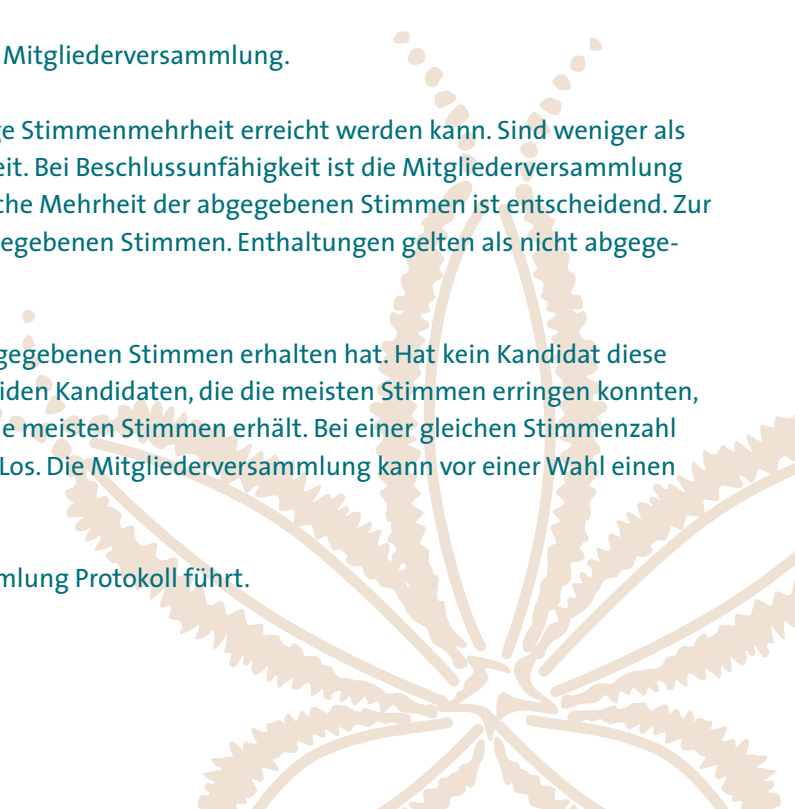 Mitgliederversammlung.
ge Stimmenmehrheit erreicht werden kann. Sind weniger als
eit. Bei Beschlussunfähigkeit ist die Mitgliederversammlung
che Mehrheit der abgegebenen Stimmen ist entscheidend. Zur
egebenen Stimmen. Enthaltungen gelten als nicht abgege-
gegebenen Stimmen erhalten hat. Hat kein Kandidat diese
eiden Kandidaten, die die meisten Stimmen erringen konnten,
e meisten Stimmen erhält. Bei einer gleichen Stimmenzahl
Los. Die Mitgliederversammlung kann vor einer Wahl einen
mlung Protokoll führt.